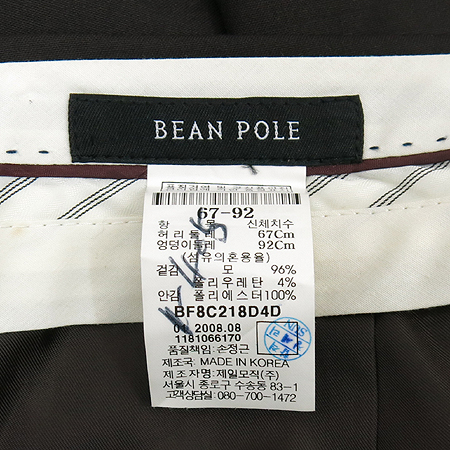 BEAN POLE
67-92
항 목 신체치수
허리둘레 67Cm
엉덩이둘레 92Cm
(섬유의혼용율)
겉감 모 96%
폴리우레탄 4%
안감 폴리에스터100%
BF8C218D4D
04 2008.08
1181066170
품질책임:손정근
제조국: MADE IN KOREA
제조자명:제일모직(주)
서울시 종로구 수송동 83-1
고객상담: 080-700-1472